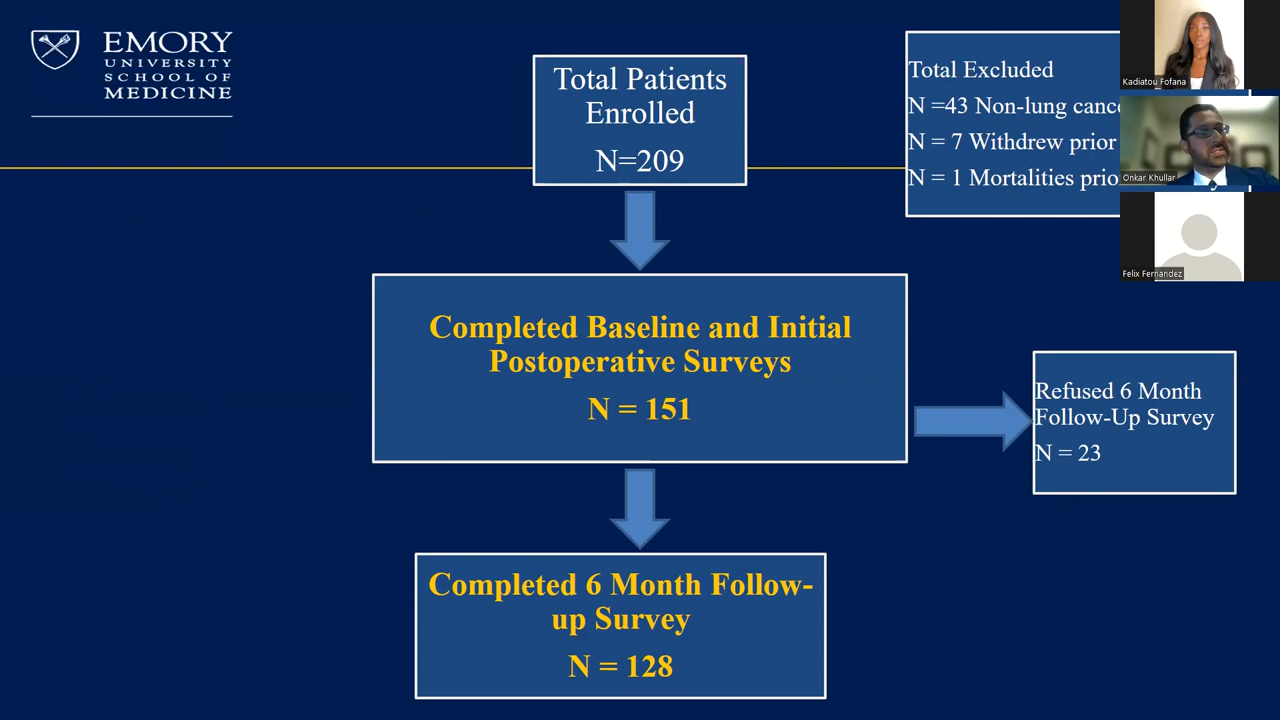 EMORY
UNIVERSITY
SCHOOL OF
MEDICINE
Total Patients
Enrolled
N=209
Total Excluded
N =43 Non-lung
N = 7 Withdrew prior
N = 1 Mortalities
Kadiatou Fofana
Onkar Khullar
Felix Fernandez
Completed Baseline and Initial
Postoperative Surveys
N = 151
Refused 6 Month
Follow-Up Survey
N = 23
Completed 6 Month Follow-
up Survey
N = 128